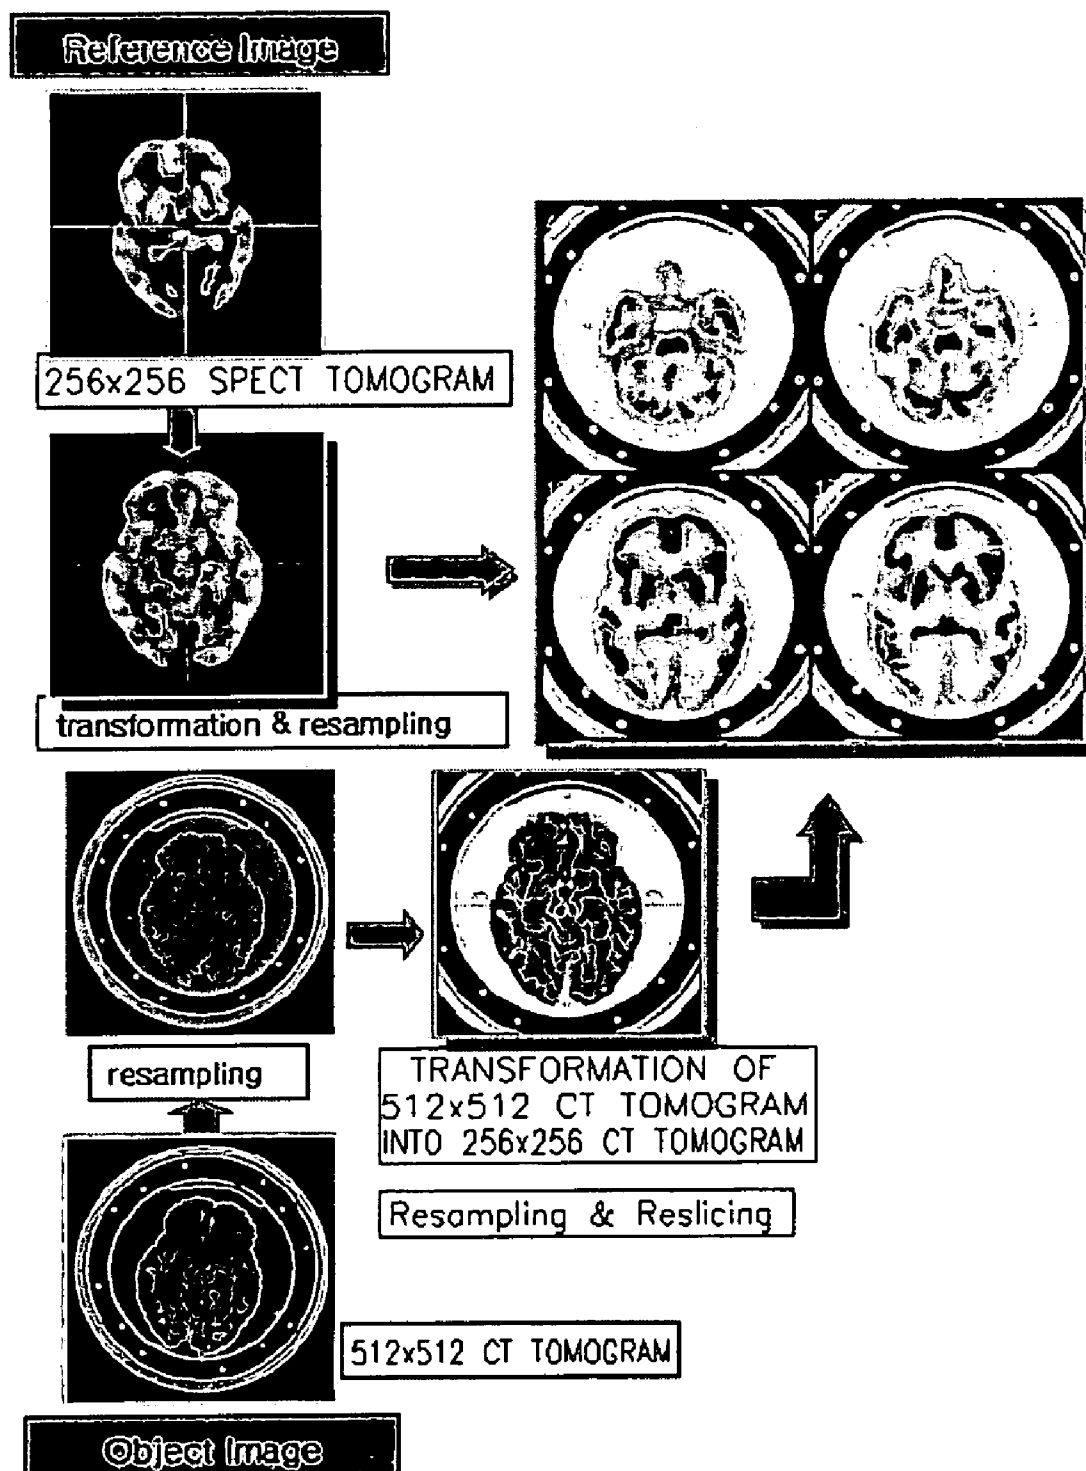 Reference Image
256x256 SPECT TOMOGRAM
transformation & resampling
resampling
TRANSFORMATION OF
512x512 CT TOMOGRAM
INTO 256x256 CT TOMOGRAM
Resampling & Reslicing
512x512 CT TOMOGRAM
Object Image